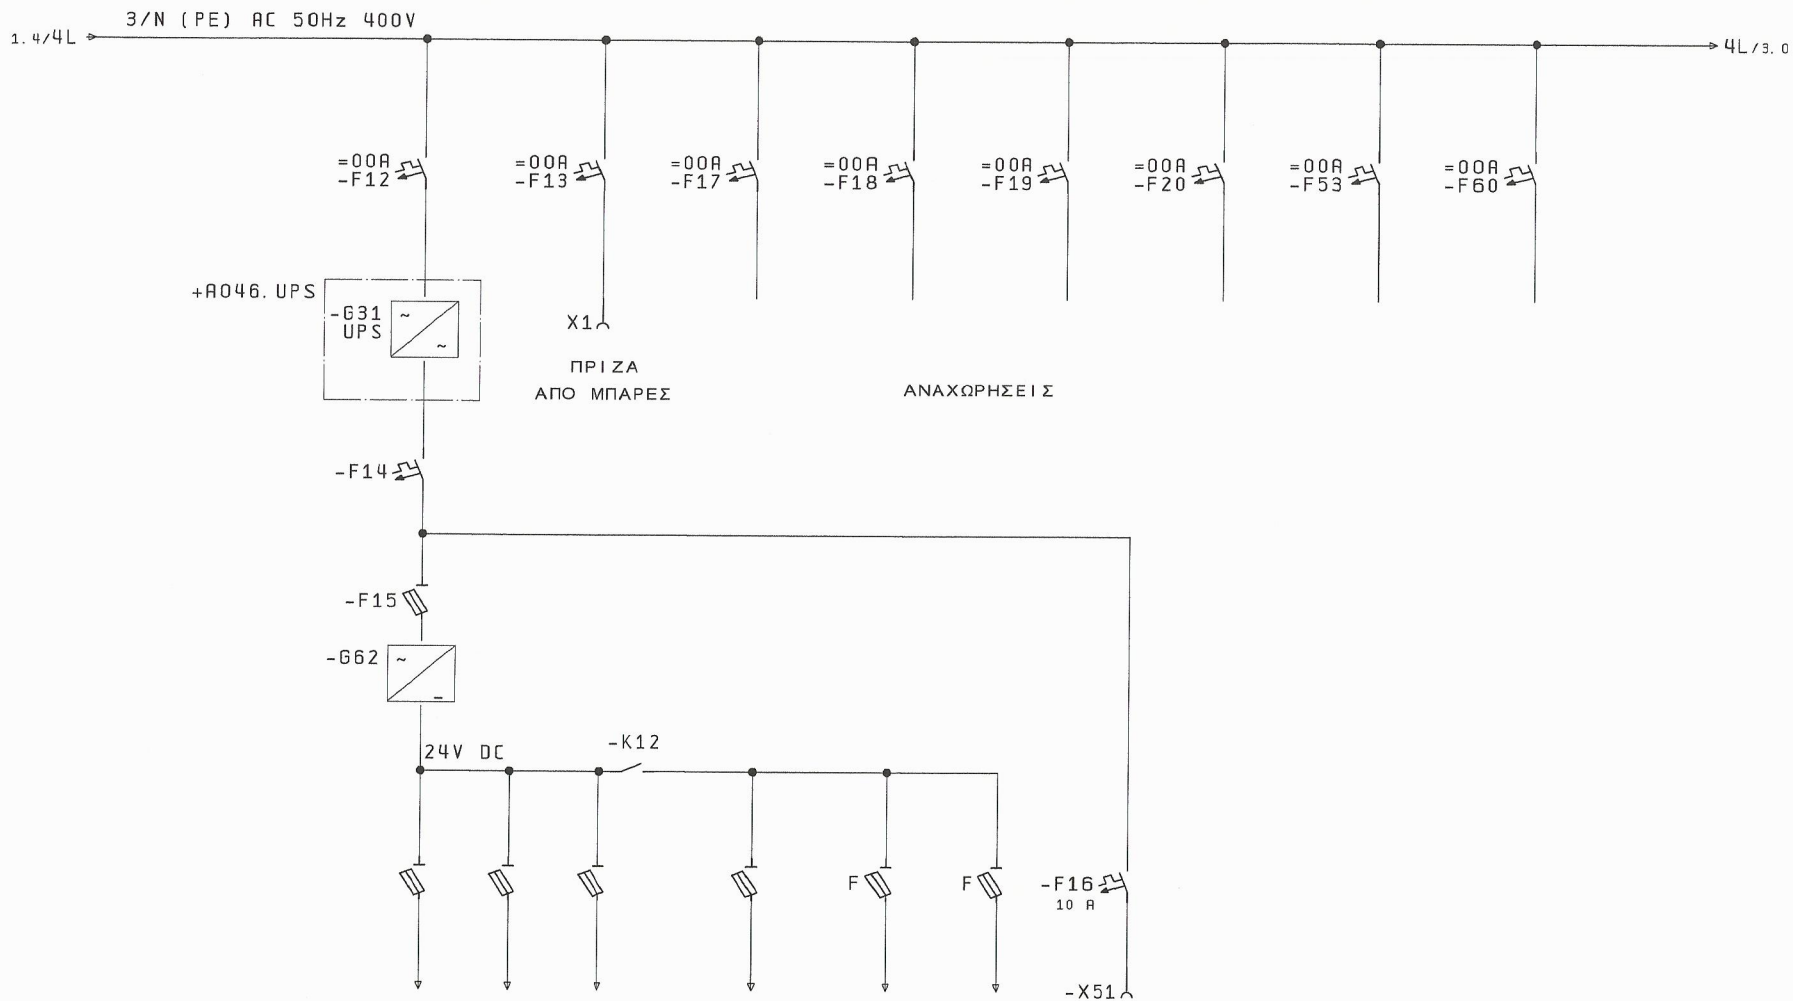 3/N (PE) AC 50Hz 400V
1.4/4L
4L/3.0
=00A
-F12
=00A
-F13
=00A
-F17
=00A
-F18
=00A
-F19
=00A
-F20
=00A
-F53
=00A
-F60
+A046.UPS
-G31
UPS
~
~
X1
ΠΡΙΖΑ
ΑΠΟ ΜΠΑΡΕΣ
ΑΝΑΧΩΡΗΣΕΙΣ
-F14
-F15
-G62
~
24V DC
-K12
F
F
-F16
10 A
-X51